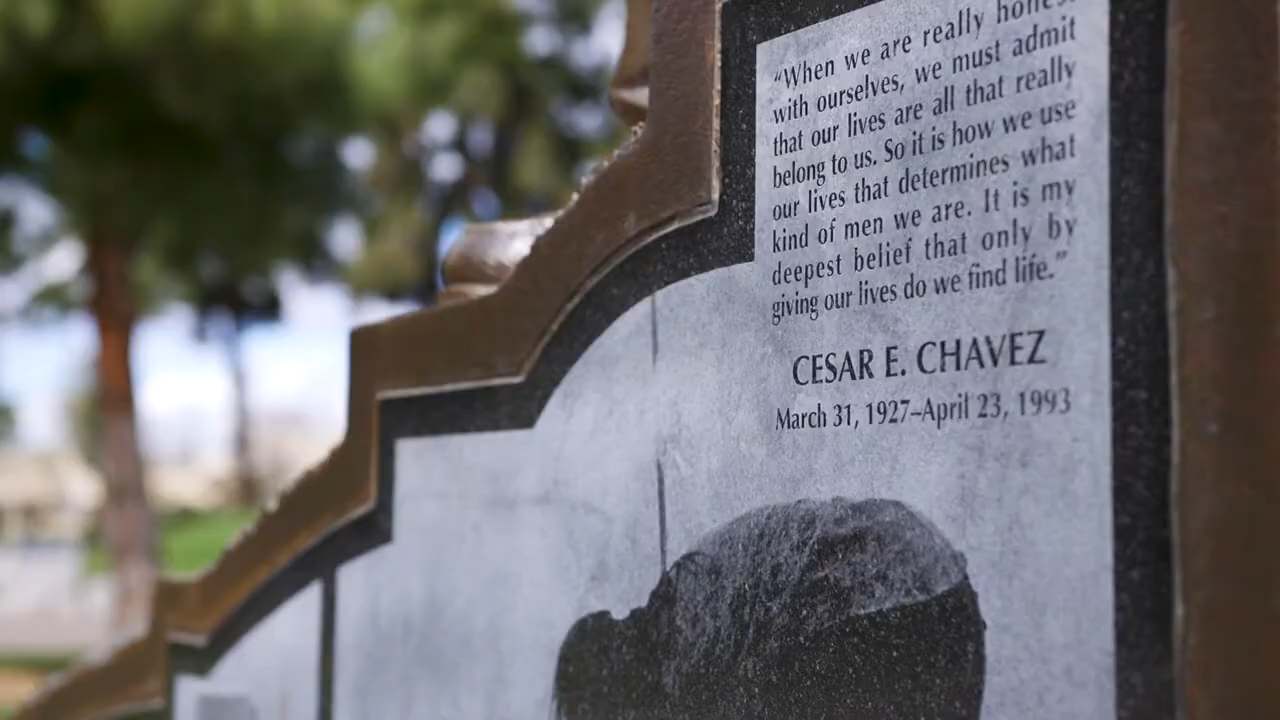 “When we are really honest
with ourselves, we must admit
that our lives are all that really
belong to us. So it is how we use
our lives that determines what
kind of men we are. It is my
deepest belief that only by
giving our lives do we find life.”
CESAR E. CHAVEZ
March 31, 1927–April 23, 1993